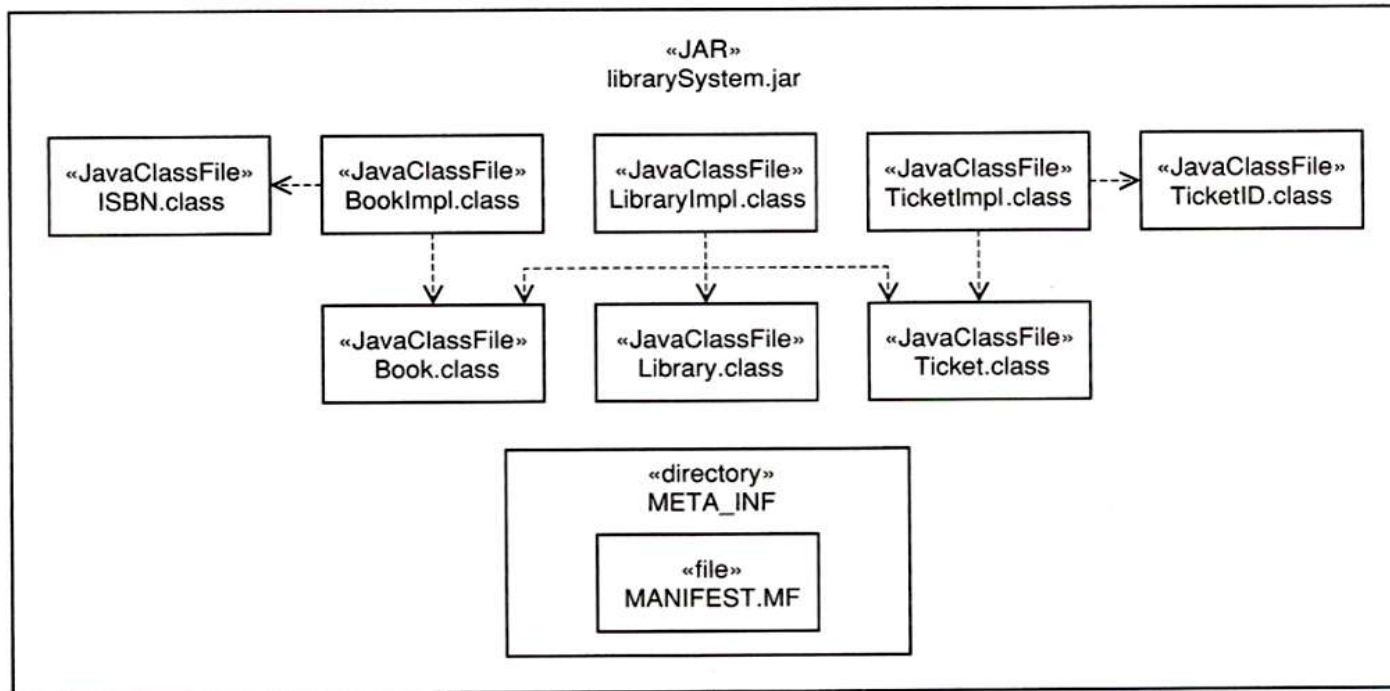 «JAR»
librarySystem.jar
«JavaClassFile»
ISBN.class
«JavaClassFile»
BookImpl.class
«JavaClassFile»
LibraryImpl.class
«JavaClassFile»
TicketImpl.class
«JavaClassFile»
TicketID.class
«JavaClassFile»
Book.class
«JavaClassFile»
Library.class
«JavaClassFile»
Ticket.class
«directory»
META_INF
«file»
MANIFEST.MF